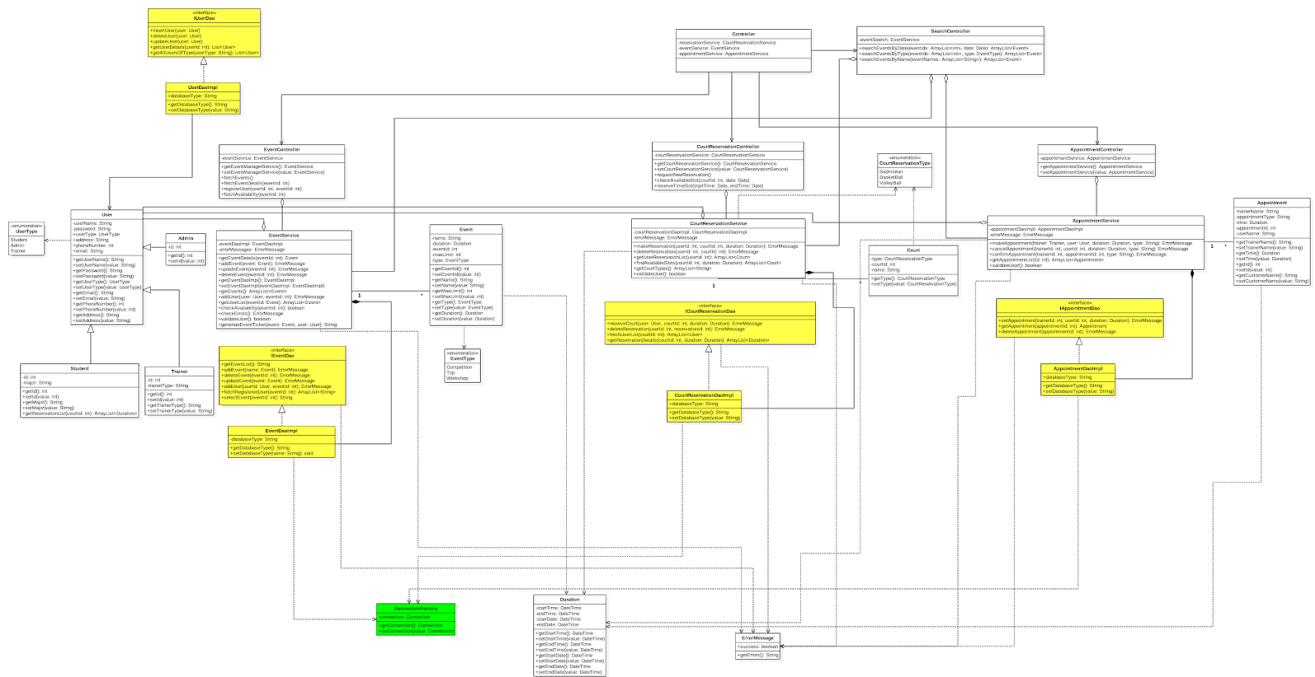 «interface»
IUserDao
+insertUser(user: User)
+deleteUser(user: User)
+updateUser(user: User)
+getUserDetails(userId: int): List<User>
+getAllUsersOfType(userType: String): List<User>
UserDaoImpl
+databaseType: String
+getDatabaseType(): String
+setDatabaseType(value: String)
Controller
-reservationService: CourtReservationService
-eventService: EventService
-appointmentService: AppointmentService
SearchController
-eventSearch: EventService
+searchEventsByDate(eventIds: ArrayList<int>, date: Date): ArrayList<Event>
+searchEventsByType(eventIds: ArrayList<int>, type: EventType): ArrayList<Event>
+searchEventsByName(eventNames: ArrayList<String>): ArrayList<Event>
EventController
-eventService: EventService
+getEventManagerService(): EventService
+setEventManagerService(value: EventService)
+fetchEvents()
+fetchEventDetails(eventId: int)
+registerUser(userId: int, eventId: int)
+fetchAvailability(eventId: int)
CourtReservationController
-courtReservationService: CourtReservationService
+getCourtReservationService(): CourtReservationService
+setCourtReservationService(value: CourtReservationService)
+requestNewReservation()
+checkAvailableSlot(courtId: int, date: Date)
+reserveTimeSlot(startTime: Date, endTime: Date)
«enumeration»
CourtReservationType
Badminton
BasketBall
VolleyBall
AppointmentController
-appointmentService: AppointmentService
+getAppointmentService(): AppointmentService
+setAppointmentService(value: AppointmentService)
«enumeration»
UserType
Student
Admin
Trainer
User
-userName: String
-password: String
+userType: UserType
+address: String
+phoneNumber: int
+email: String
+getUserName(): String
+setUserName(value: String)
+getPassword(): String
+setPassword(value: String)
+getUserType(): UserType
+setUserType(value: UserType)
+getEmail(): String
+setEmail(value: String)
+getPhoneNumber(): int
+setPhoneNumber(value: int)
+getAddress(): String
+setAddress(value: String)
Admin
-id: int
+getId(): int
+setId(value: int)
EventService
-eventDaoImpl: EventDaoImpl
-errorMessages: ErrorMessage
+getEventDetails(eventId: int): Event
+addEvent(event: Event): ErrorMessage
+updateEvent(eventId: int): ErrorMessage
+deleteEvent(eventId: int): ErrorMessage
+getEventDaoImpl(): EventDaoImpl
+setEventDaoImpl(eventDaoImpl: EventDaoImpl)
+getEvents(): ArrayList<Event>
+addUser(user: User, eventId: int): ErrorMessage
+getUserList(eventId: Event): ArrayList<Event>
+checkAvailability(eventId: int): boolean
+checkErrors(): ErrorMessage
+validateUser(): boolean
+generateEventTicket(event: Event, user: User): String
1
*
Event
-name: String
-duration: Duration
-eventId: int
-maxLimit: int
-type: EventType
+getEventId(): int
+setEventId(value: int)
+getName(): String
+setName(value: String)
+getMaxLimit(): int
+setMaxLimit(value: int)
+getType(): EventType
+setType(value: EventType)
+getDuration(): Duration
+setDuration(value: Duration)
«enumeration»
EventType
Competition
Trip
Workshop
CourtReservationService
-courtReservationDaoImpl: CourtReservationDaoImpl
-errorMessage: ErrorMessage
+makeReservation(userId: int, courtId: int, duration: Duration): ErrorMessage
+deleteReservation(userId: int, courtId: int): ErrorMessage
+getUserReservationList(userId: int): ArrayList<Court>
+findAvailableSlots(courtId: int, duration: Duration): ArrayList<Court>
+getCourtTypes(): ArrayList<String>
+validateUser(): boolean
1
*
Court
-type: CourtReservationType
-courtId: int
-name: String
+getType(): CourtReservationType
+setType(value: CourtReservationType)
AppointmentService
-appointmentDaoImpl: AppointmentDaoImpl
-errorMessage: ErrorMessage
+makeAppointment(trainer: Trainer, user: User, duration: Duration, type: String): ErrorMessage
+cancelAppointment(trainerId: int, userId: int, duration: Duration, type: String): ErrorMessage
+confirmAppointment(trainerId: int, appointmentId: int, type: String): ErrorMessage
+getAppointmentList(id: int): ArrayList<Appointment>
+validateUser(): boolean
1
*
Appointment
-trainerName: String
-appointmentType: String
-time: Duration
-appointmentId: int
-userName: String
+getTrainerName(): String
+setTrainerName(value: String)
+getTime(): Duration
+setTime(value: Duration)
+getId(): int
+setId(value: int)
+getCustomerName(): String
+setCustomerName(value: String)
Student
-id: int
-major: String
+getId(): int
+setId(value: int)
+getMajor(): String
+setMajor(value: String)
+getReservationList(courtId: int): ArrayList<Duration>
Trainer
-id: int
-trainerType: String
+getId(): int
+setId(value: int)
+getTrainerType(): String
+setTrainerType(value: String)
«interface»
IEventDao
+getEventList(): String
+addEvent(name: Event): ErrorMessage
+deleteEvent(eventId: int): ErrorMessage
+updateEvent(event: Event): ErrorMessage
+addUser(userId: User, eventId: int): ErrorMessage
+fetchRegisteredUser(eventId: int): ArrayList<String>
+selectEvent(eventId: int): String
EventDaoImpl
-databaseType: String
+getDatabaseType(): String
+setDatabaseType(name: String): void
«interface»
ICourtReservationDao
+reserveCourt(user: User, courtId: int, duration: Duration): ErrorMessage
+deleteReservation(userId: int, reservationId: int): ErrorMessage
+fetchUserList(courtId: int): ArrayList<User>
+getReservationDetails(courtId: int, duration: Duration): ArrayList<Duration>
CourtReservationDaoImpl
+databaseType: String
+getDatabaseType(): String
+setDatabaseType(value: String)
«interface»
IAppointmentDao
+setAppointment(trainerId: int, userId: int, duration: Duration): ErrorMessage
+getAppointment(appointmentId: int): Appointment
+deleteAppointment(appointmentId: int): ErrorMessage
AppointmentDaoImpl
+databaseType: String
+getDatabaseType(): String
+setDatabaseType(value: String)
ConnectionFactory
-connection: Connection
+getConnection(): Connection
+setConnection(value: Connection)
Duration
-startTime: DateTime
-endTime: DateTime
-startDate: DateTime
-endDate: DateTime
+getStartTime(): DateTime
+setStartTime(value: DateTime)
+getEndTime(): DateTime
+setEndTime(value: DateTime)
+getStartDate(): DateTime
+setStartDate(value: DateTime)
+getEndDate(): DateTime
+setEndDate(value: DateTime)
ErrorMessage
+success: Boolean
+getErrors(): String